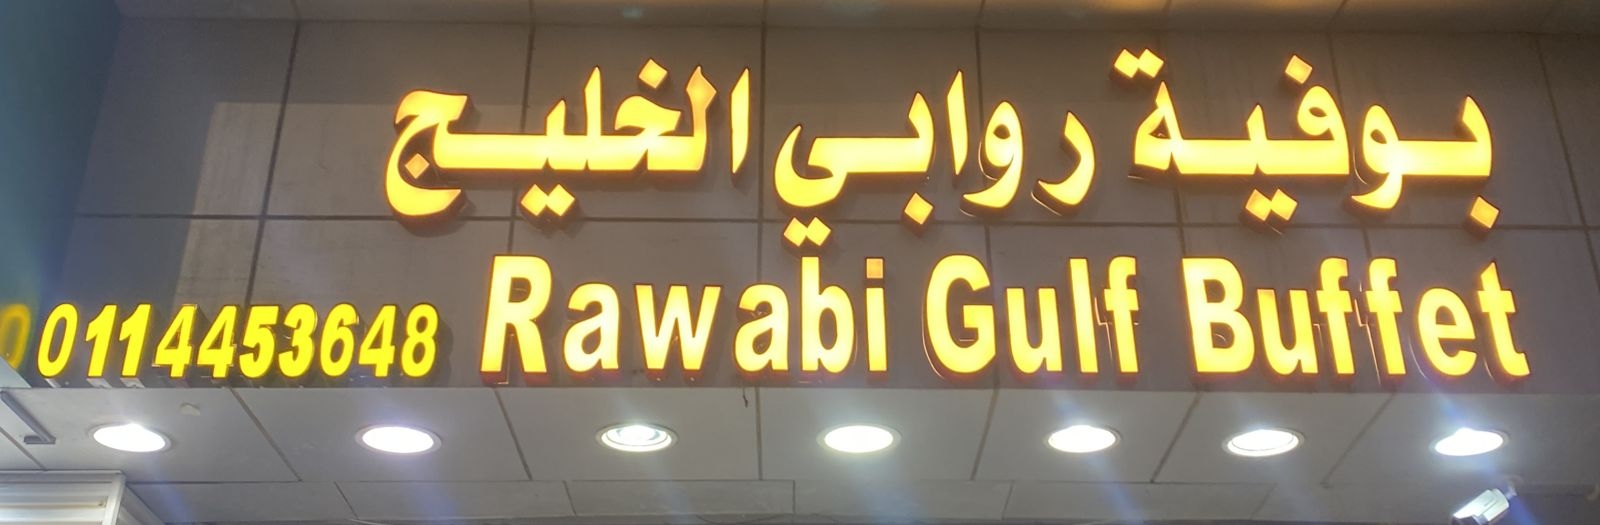 بوفية روابي الخليج
Rawabi Gulf Buffet
0114453648